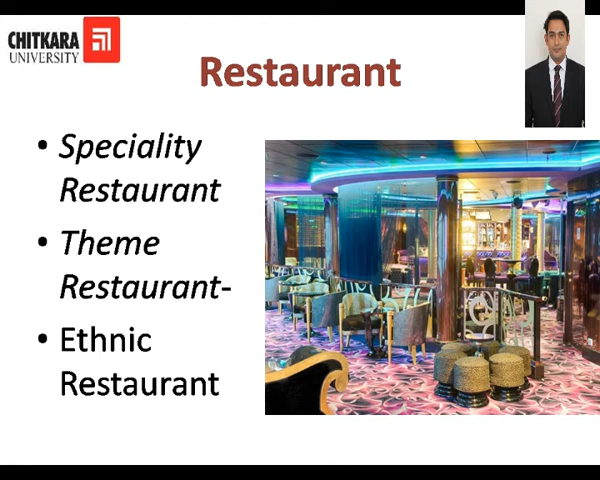 CHITKARA
UNIVERSITY
Restaurant
• Speciality
Restaurant
• Theme
Restaurant-
• Ethnic
Restaurant